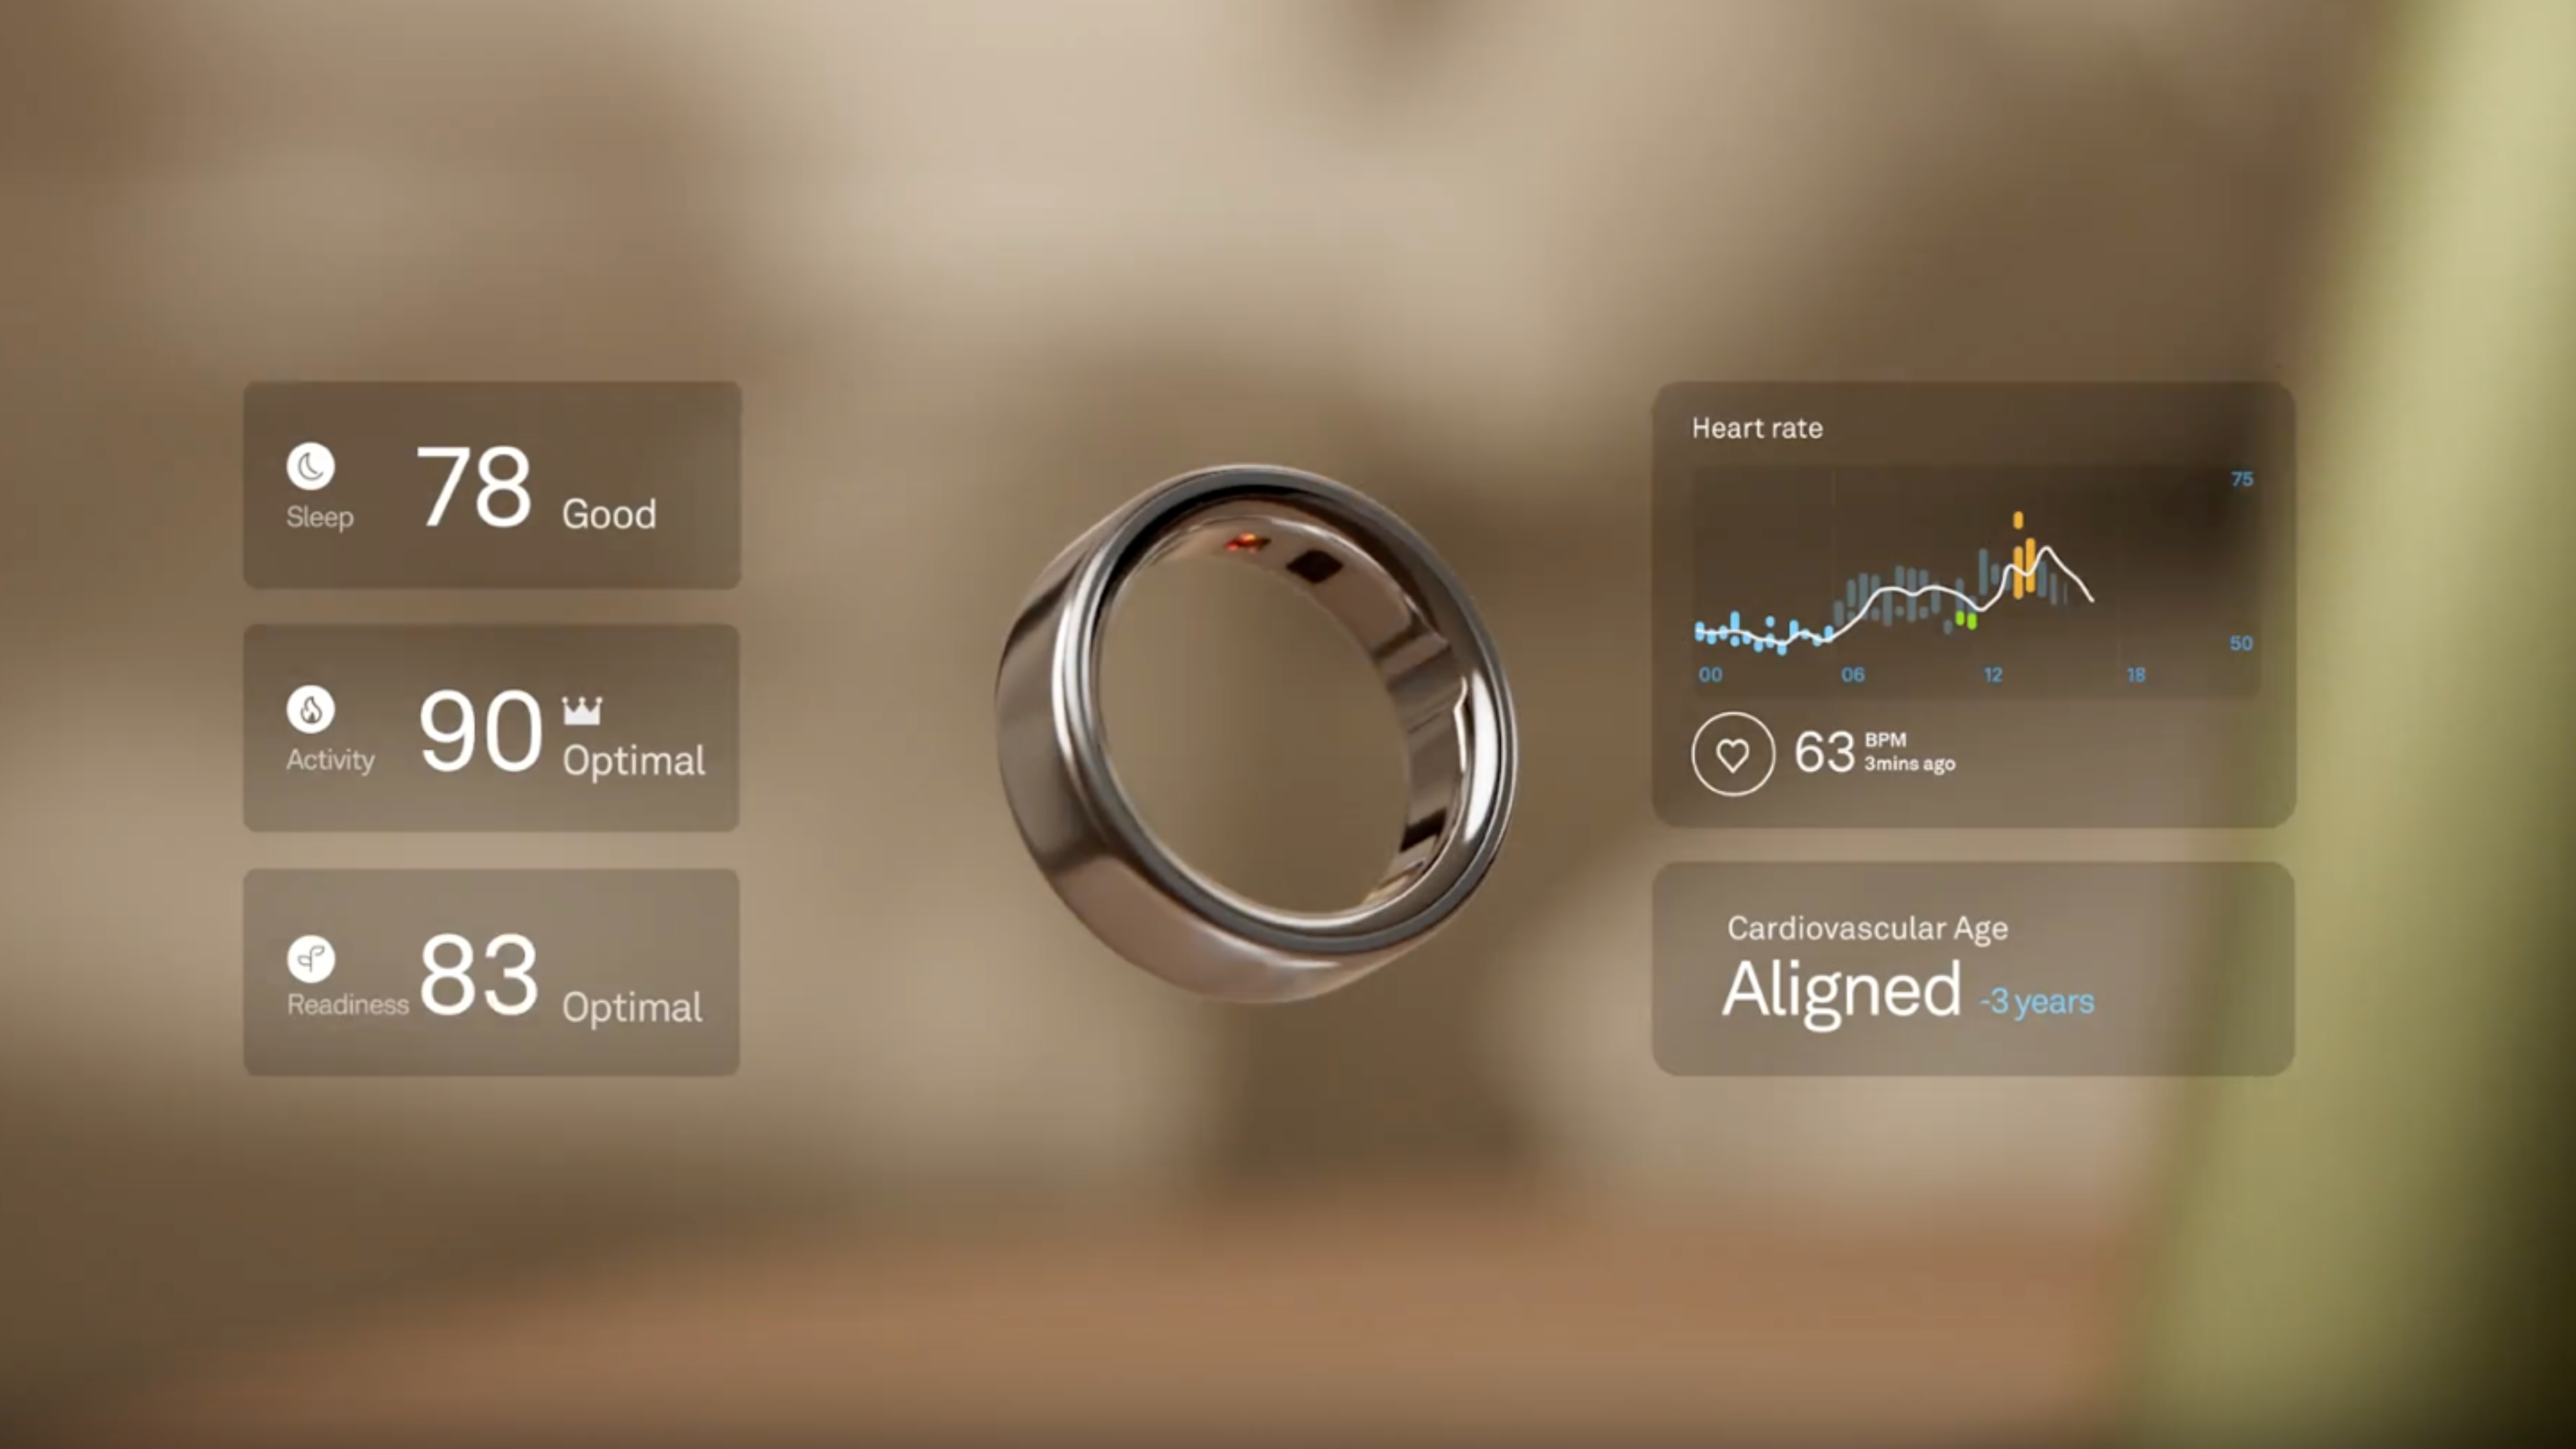 Sleep
78 Good
Activity
90 Optimal
Readiness
83 Optimal
Heart rate
75
50
00 06 12 18
63 BPM
3mins ago
Cardiovascular Age
Aligned -3 years